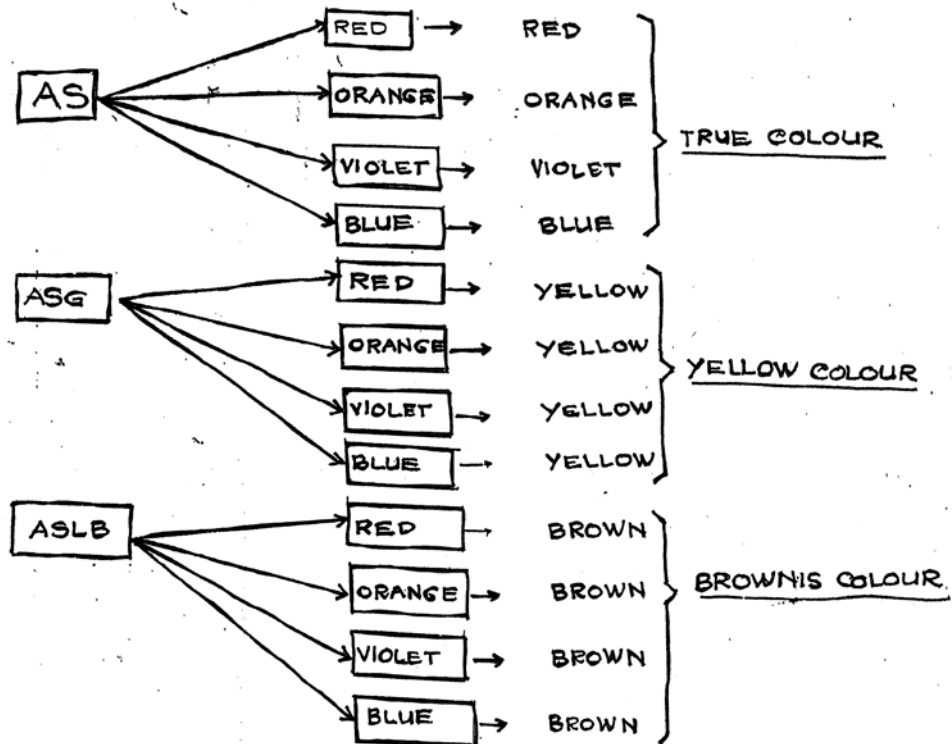 RED RED
AS
ORANGE ORANGE
TRUE COLOUR
VIOLET VIOLET
BLUE BLUE
RED YELLOW
ASG
ORANGE YELLOW
YELLOW COLOUR
VIOLET YELLOW
BLUE YELLOW
RED BROWN
ASLB
ORANGE BROWN
BROWNIS COLOUR
VIOLET BROWN
BLUE BROWN